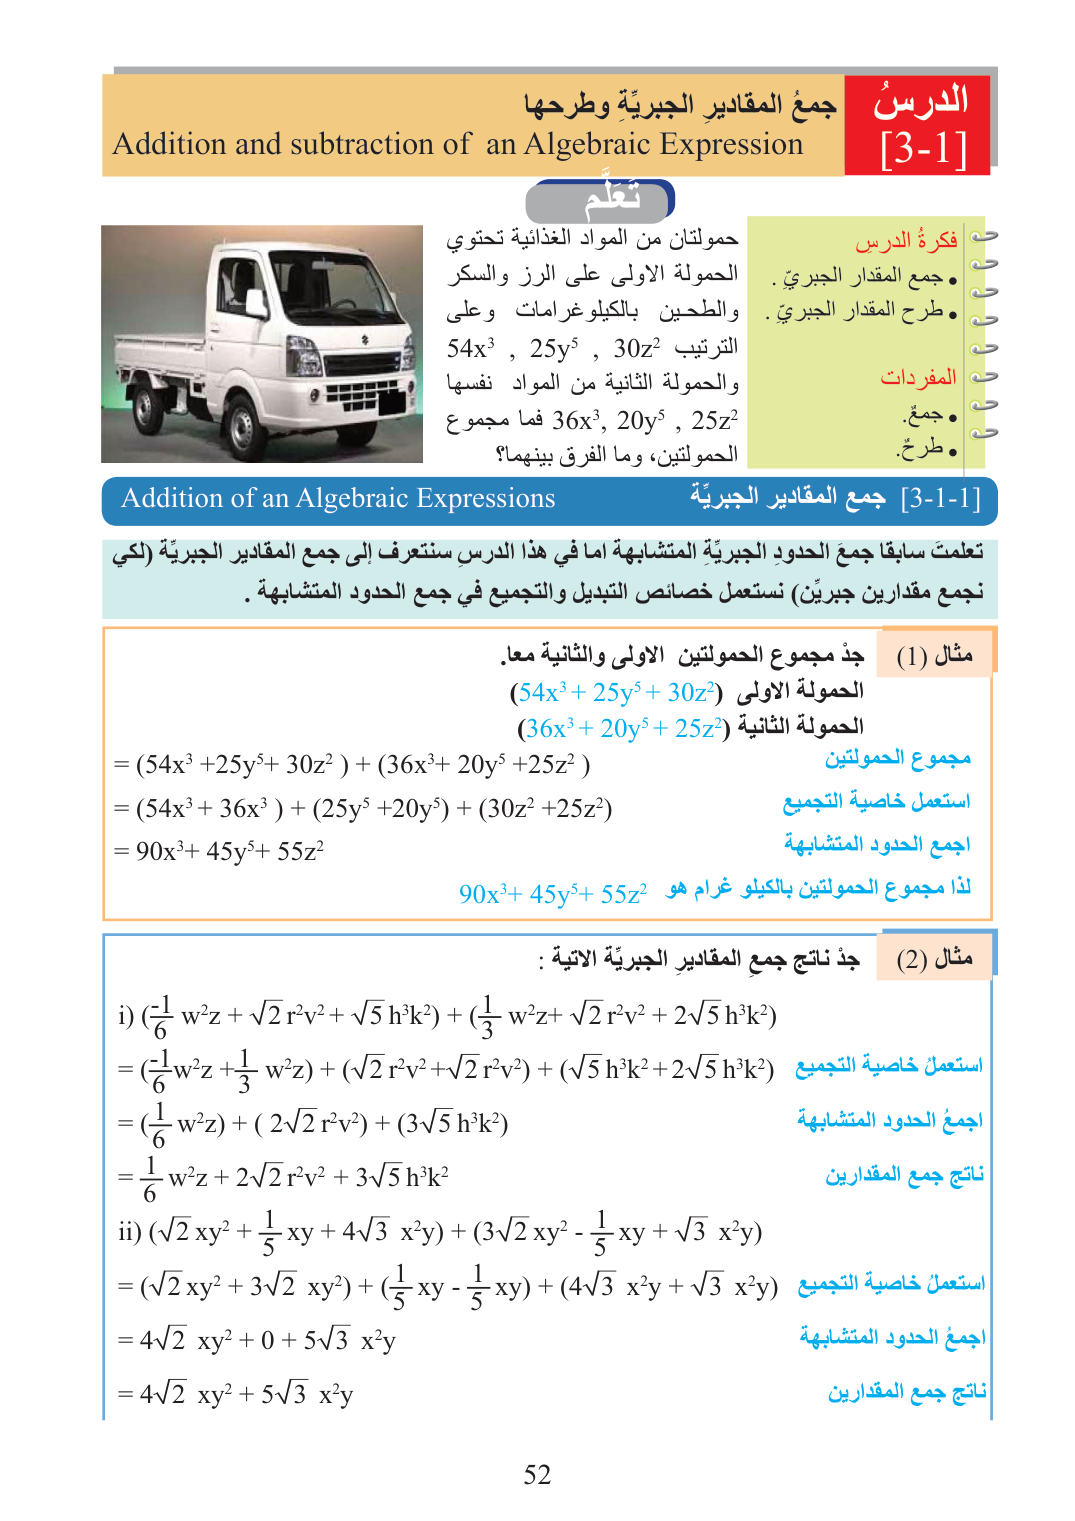 الدرسُ
[3-1]
جمعُ المقاديرِ الجبريِّةِ وطرحها
Addition and subtraction of an Algebraic Expression
تَعَلَّم
فكرةُ الدرسِ
• جمع المقدار الجبريِّ .
• طرح المقدار الجبريِّ .
المفردات
• جمعٌ.
• طرحٌ.
حمولتان من المواد الغذائية تحتوي
الحمولة الاولى على الرز والسكر
والطحين بالكيلوغرامات وعلى
الترتيب 54x³ , 25y⁵ , 30z²
والحمولة الثانية من المواد نفسها
36x³, 20y⁵ , 25z² فما مجموع
الحمولتين، وما الفرق بينهما؟
[3-1-1] جمع المقادير الجبريِّة Addition of an Algebraic Expressions
تعلمتَ سابقا جمعَ الحدودِ الجبريِّةِ المتشابهة اما في هذا الدرسِ سنتعرف إلى جمع المقادير الجبريِّة (لكي
نجمع مقدارين جبريِّن) نستعمل خصائص التبديل والتجميع في جمع الحدود المتشابهة .
مثال (1) جدْ مجموع الحمولتين الاولى والثانية معا.
الحمولة الاولى (54x³ + 25y⁵ + 30z²)
الحمولة الثانية (36x³ + 20y⁵ + 25z²)
= (54x³ +25y⁵+ 30z² ) + (36x³+ 20y⁵ +25z² ) مجموع الحمولتين
= (54x³ + 36x³ ) + (25y⁵ +20y⁵) + (30z² +25z²) استعمل خاصية التجميع
= 90x³+ 45y⁵+ 55z² اجمع الحدود المتشابهة
لذا مجموع الحمولتين بالكيلو غرام هو 90x³+ 45y⁵+ 55z²
مثال (2) جدْ ناتج جمعِ المقاديرِ الجبريِّة الاتية :
i) (-1/6 w²z + √2 r²v² + √5 h³k²) + (1/3 w²z+ √2 r²v² + 2√5 h³k²)
= (-1/6 w²z + 1/3 w²z) + (√2 r²v² +√2 r²v²) + (√5 h³k² +2√5 h³k²) استعملُ خاصية التجميع
= (1/6 w²z) + ( 2√2 r²v²) + (3√5 h³k²) اجمعُ الحدود المتشابهة
= 1/6 w²z + 2√2 r²v² + 3√5 h³k² ناتج جمع المقدارين
ii) (√2 xy² + 1/5 xy + 4√3 x²y) + (3√2 xy² - 1/5 xy + √3 x²y)
= (√2 xy² + 3√2 xy²) + (1/5 xy - 1/5 xy) + (4√3 x²y + √3 x²y) استعملُ خاصية التجميع
= 4√2 xy² + 0 + 5√3 x²y اجمعُ الحدود المتشابهة
= 4√2 xy² + 5√3 x²y ناتج جمع المقدارين
52